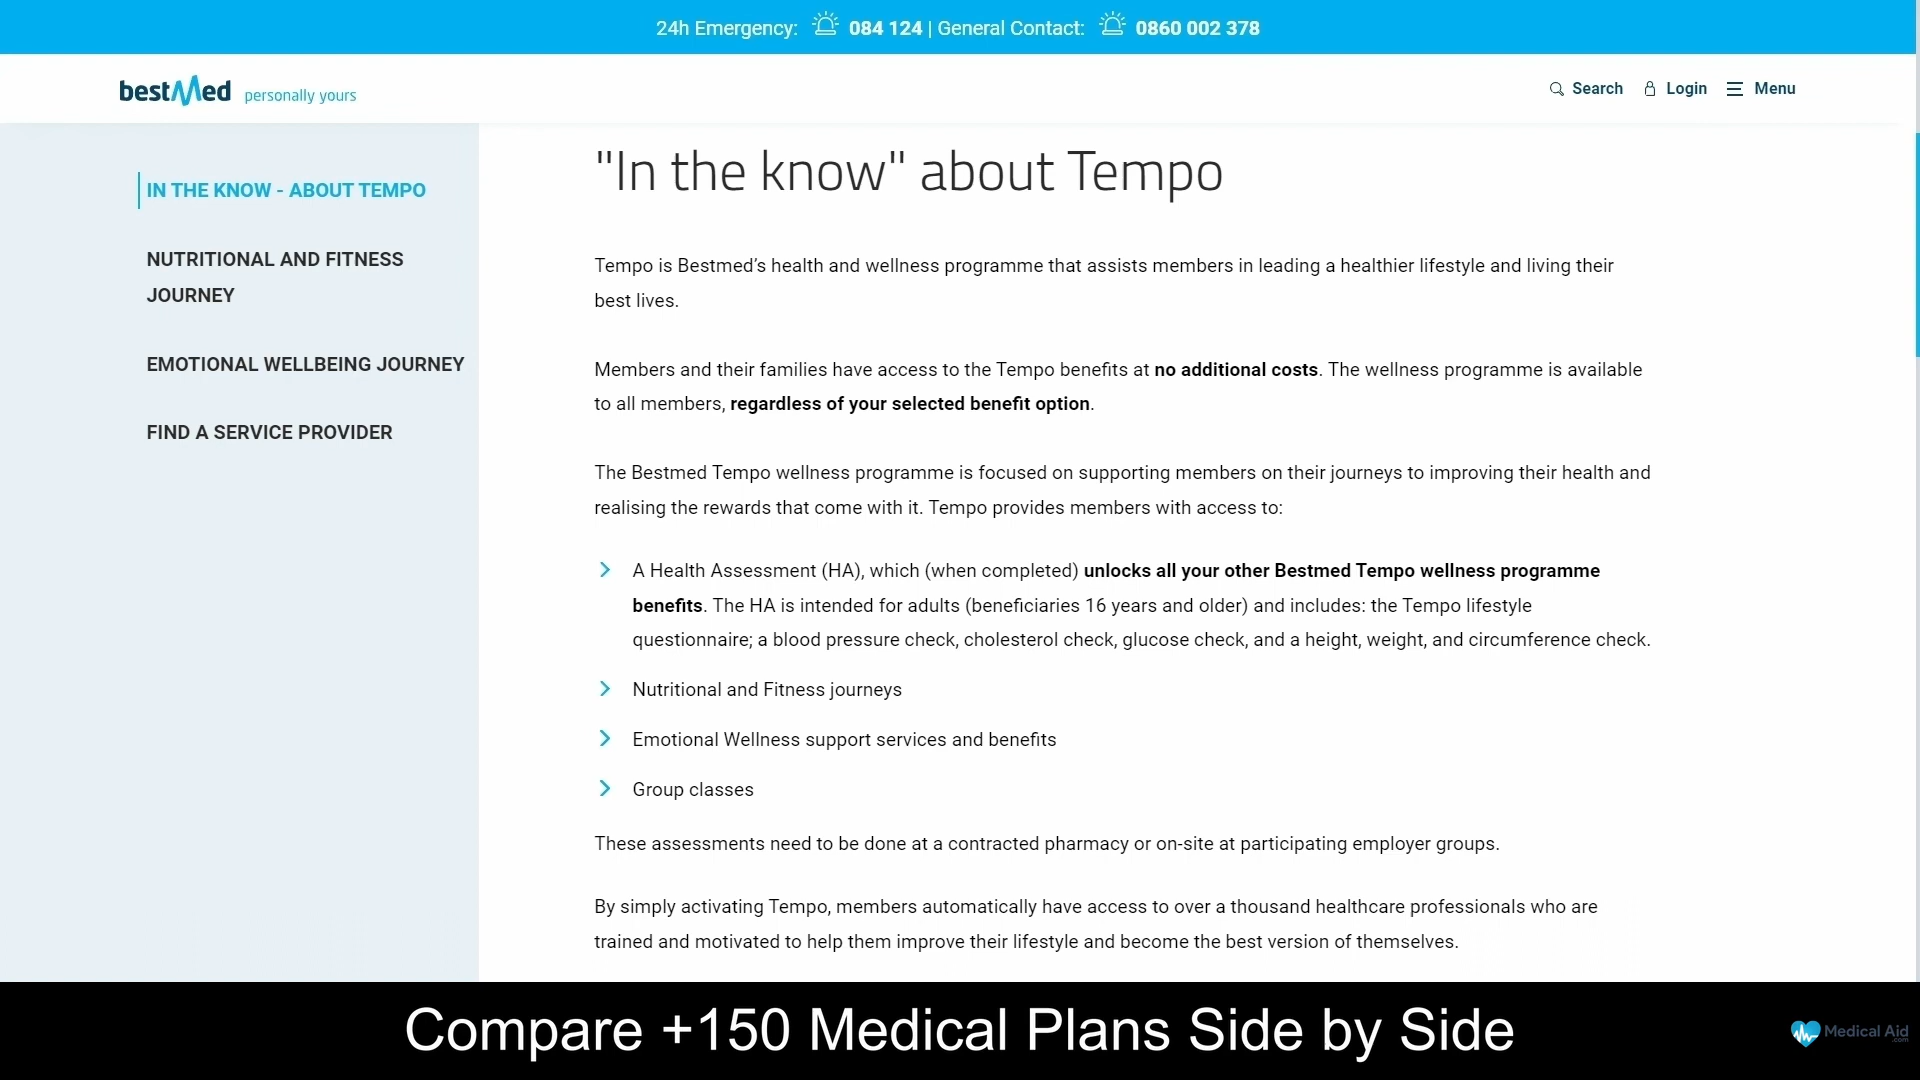 24h Emergency: 084 124 | General Contact: 0860 002 378
bestMed personally yours
Search Login Menu
IN THE KNOW - ABOUT TEMPO
NUTRITIONAL AND FITNESS
JOURNEY
EMOTIONAL WELLBEING JOURNEY
FIND A SERVICE PROVIDER
"In the know" about Tempo
Tempo is Bestmed’s health and wellness programme that assists members in leading a healthier lifestyle and living their
best lives.
Members and their families have access to the Tempo benefits at no additional costs. The wellness programme is available
to all members, regardless of your selected benefit option.
The Bestmed Tempo wellness programme is focused on supporting members on their journeys to improving their health and
realising the rewards that come with it. Tempo provides members with access to:
A Health Assessment (HA), which (when completed) unlocks all your other Bestmed Tempo wellness programme
benefits. The HA is intended for adults (beneficiaries 16 years and older) and includes: the Tempo lifestyle
questionnaire; a blood pressure check, cholesterol check, glucose check, and a height, weight, and circumference check.
Nutritional and Fitness journeys
Emotional Wellness support services and benefits
Group classes
These assessments need to be done at a contracted pharmacy or on-site at participating employer groups.
By simply activating Tempo, members automatically have access to over a thousand healthcare professionals who are
trained and motivated to help them improve their lifestyle and become the best version of themselves.
Compare +150 Medical Plans Side by Side
Medical Aid
.com